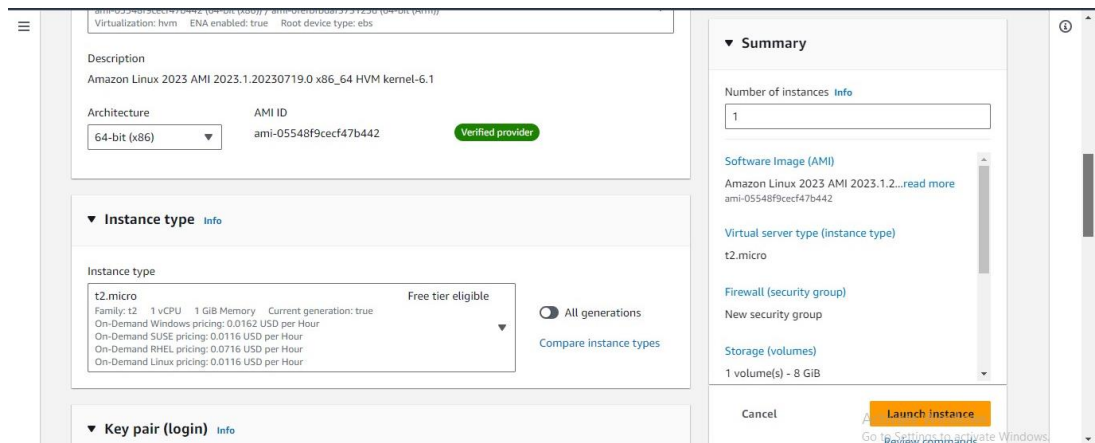 Virtualization: hvm ENA enabled: true Root device type: ebs
Description
Amazon Linux 2023 AMI 2023.1.20230719.0 x86_64 HVM kernel-6.1
Architecture AMI ID
64-bit (x86) ami-05548f9cecf47b442 Verified provider
Instance type Info
Instance type
t2.micro Free tier eligible
Family: t2 1 vCPU 1 GiB Memory Current generation: true
On-Demand Windows pricing: 0.0162 USD per Hour
On-Demand SUSE pricing: 0.0116 USD per Hour
On-Demand RHEL pricing: 0.0716 USD per Hour
On-Demand Linux pricing: 0.0116 USD per Hour
All generations
Compare instance types
Key pair (login) Info
Summary
Number of instances Info
1
Software Image (AMI)
Amazon Linux 2023 AMI 2023.1.2...read more
ami-05548f9cecf47b442
Virtual server type (instance type)
t2.micro
Firewall (security group)
New security group
Storage (volumes)
1 volume(s) - 8 GiB
Cancel Launch instance
Go to Settings to activate Windows.
Review commands